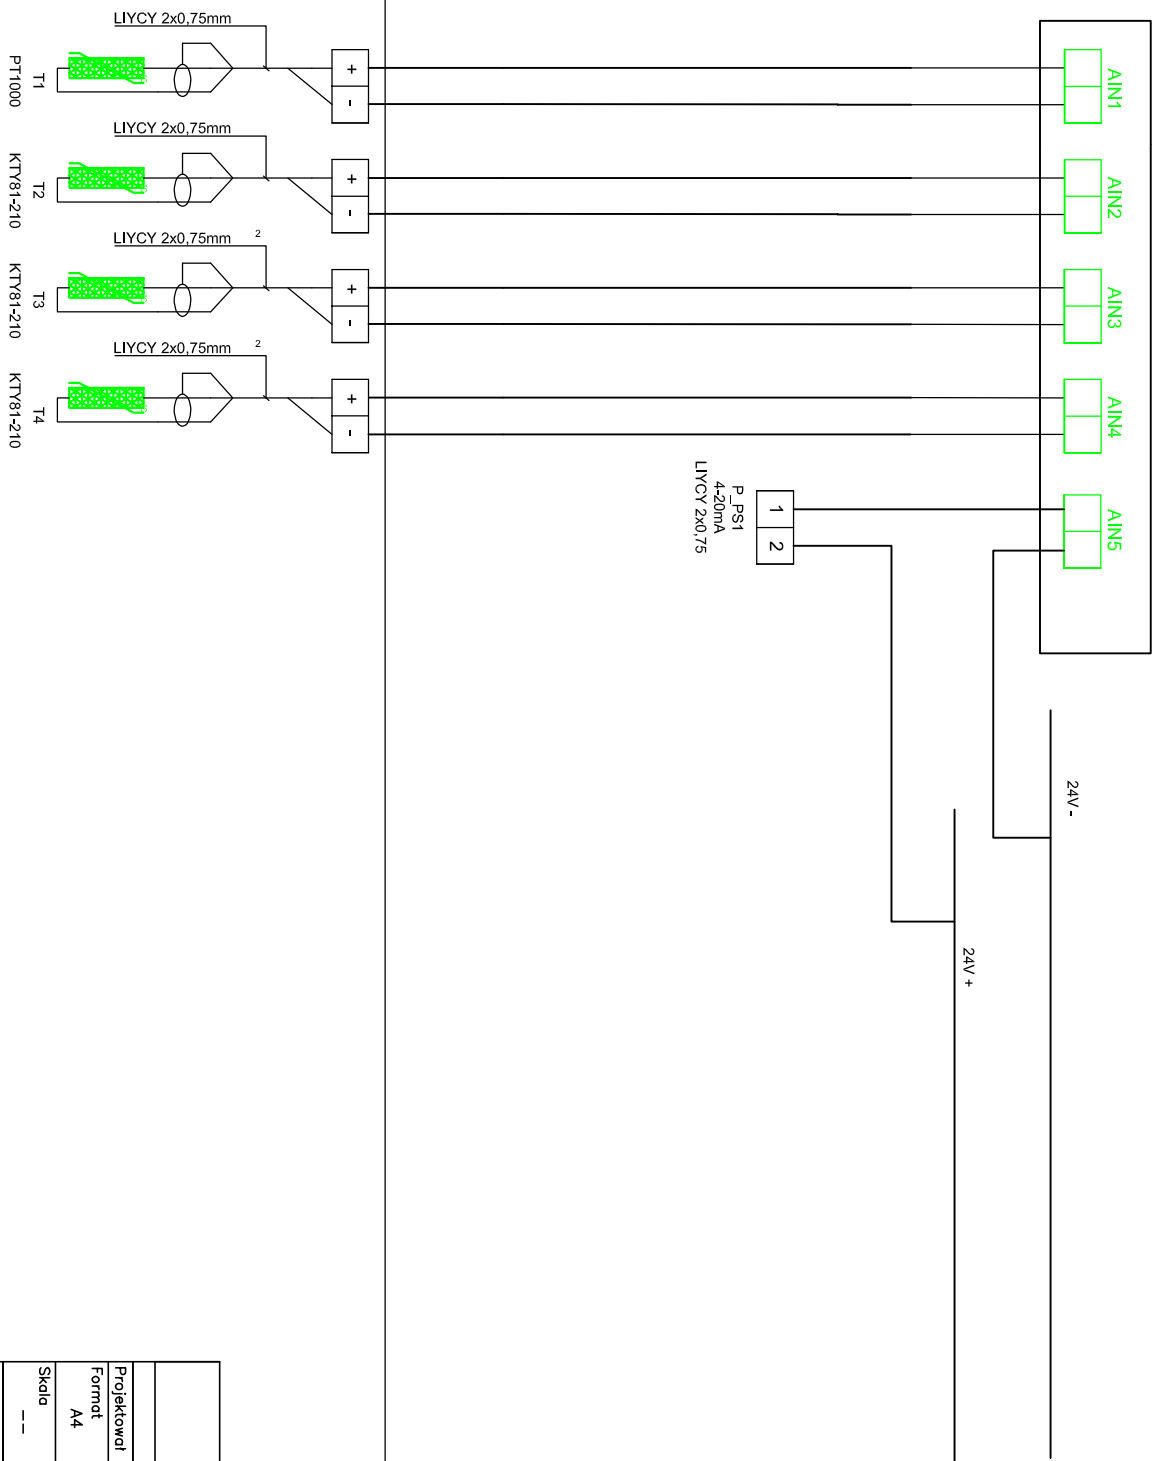 LIYCY 2x0,75mm
+
-
T1
PT1000
AIN1
LIYCY 2x0,75mm
+
-
T2
KTY81-210
AIN2
LIYCY 2x0,75mm 2
+
-
T3
KTY81-210
AIN3
LIYCY 2x0,75mm 2
+
-
T4
KTY81-210
AIN4
P_PS1
4-20mA
LIYCY 2x0,75
1
2
AIN5
24V -
24V +
Projektował
Format
A4
Skala
--